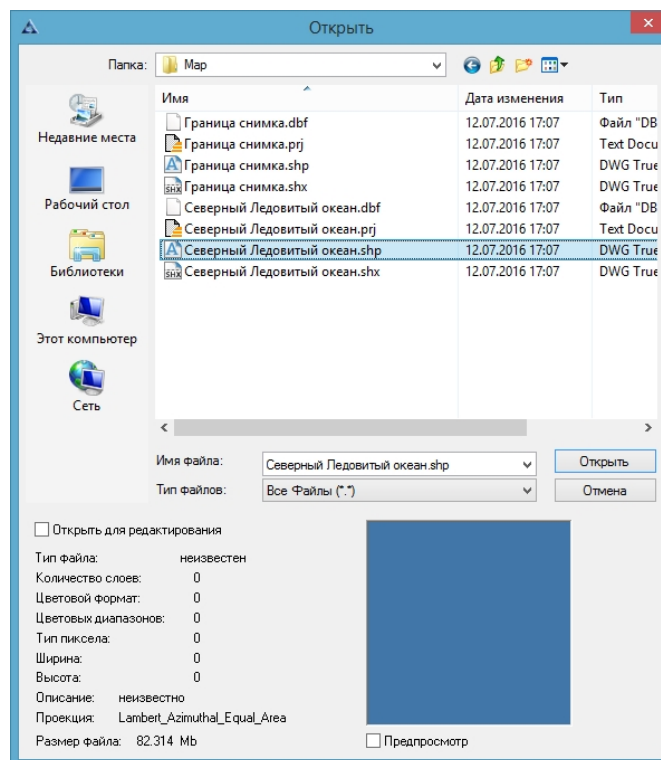 Открыть
Папка: Map
Имя Дата изменения Тип
Граница снимка.dbf 12.07.2016 17:07 Файл "DB
Граница снимка.prj 12.07.2016 17:07 Text Docu
Граница снимка.shp 12.07.2016 17:07 DWG True
Граница снимка.shx 12.07.2016 17:07 DWG True
Северный Ледовитый океан.dbf 12.07.2016 17:07 Файл "DB
Северный Ледовитый океан.prj 12.07.2016 17:07 Text Docu
Северный Ледовитый океан.shp 12.07.2016 17:07 DWG True
SHX Северный Ледовитый океан.shx 12.07.2016 17:07 DWG True
Недавние места
Рабочий стол
Библиотеки
Этот компьютер
Сеть
Имя файла: Северный Ледовитый океан.shp Открыть
Тип файлов: Все Файлы (*.*) Отмена
Открыть для редактирования
Тип файла: неизвестен
Количество слоев: 0
Цветовой формат: 0
Цветовых диапазонов: 0
Тип пиксела: 0
Ширина: 0
Высота: 0
Описание: неизвестно
Проекция: Lambert_Azimuthal_Equal_Area
Размер файла: 82.314 Mb
Предпросмотр